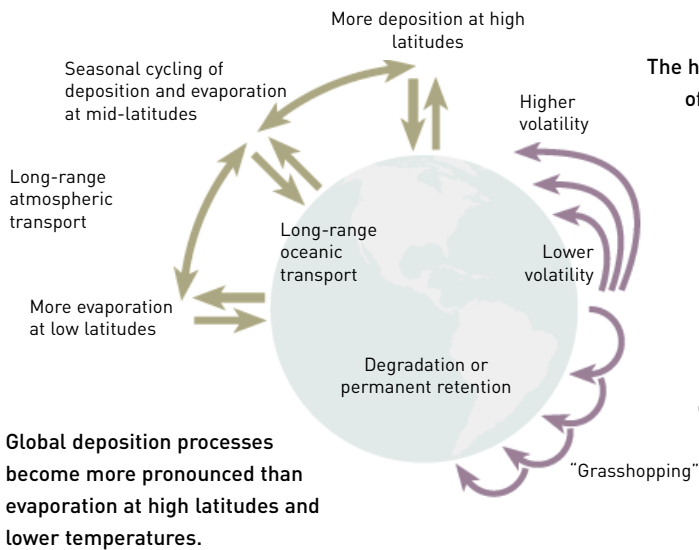 More deposition at high
latitudes
The h
of
Seasonal cycling of
deposition and evaporation
at mid-latitudes
Higher
volatility
Long-range
atmospheric
transport
Long-range
oceanic
transport
Lower
volatility
More evaporation
at low latitudes
Degradation or
permanent retention
Global deposition processes
become more pronounced than
evaporation at high latitudes and
lower temperatures.
“Grasshopping”